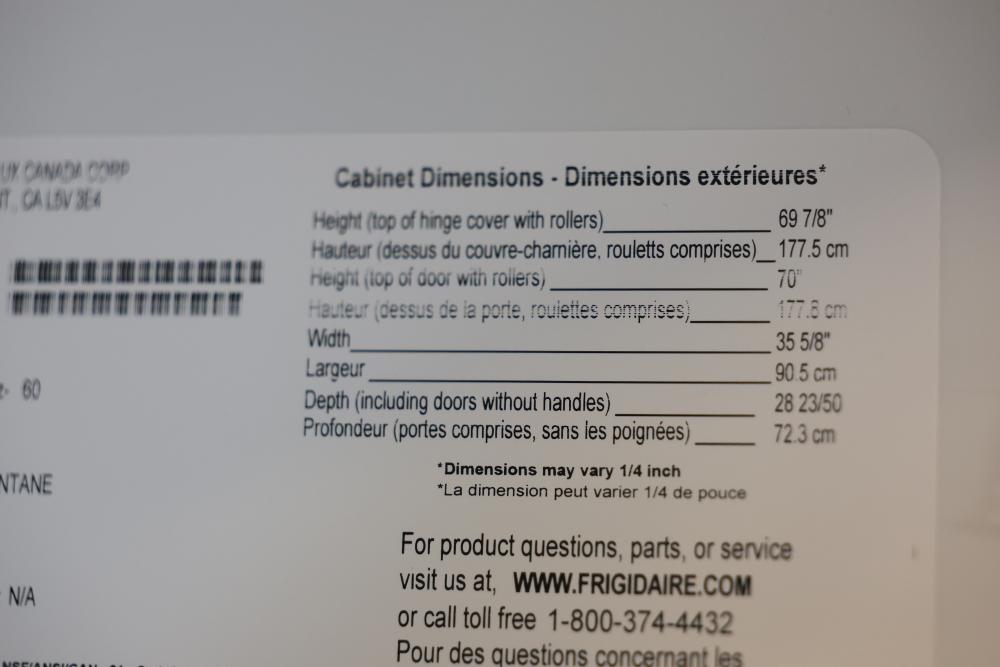 UX CANADA CORP
T., CA L5V 3E4
60
NTANE
N/A
Cabinet Dimensions - Dimensions extérieures*
Height (top of hinge cover with rollers) 69 7/8"
Hauteur (dessus du couvre-charnière, rouletts comprises) 177.5 cm
Height (top of door with rollers) 70"
Hauteur (dessus de la porte, roulettes comprises) 177.8 cm
Width 35 5/8"
Largeur 90.5 cm
Depth (including doors without handles) 28 23/50
Profondeur (portes comprises, sans les poignées) 72.3 cm
*Dimensions may vary 1/4 inch
*La dimension peut varier 1/4 de pouce
For product questions, parts, or service
visit us at, WWW.FRIGIDAIRE.COM
or call toll free 1-800-374-4432
Pour des questions concernant les